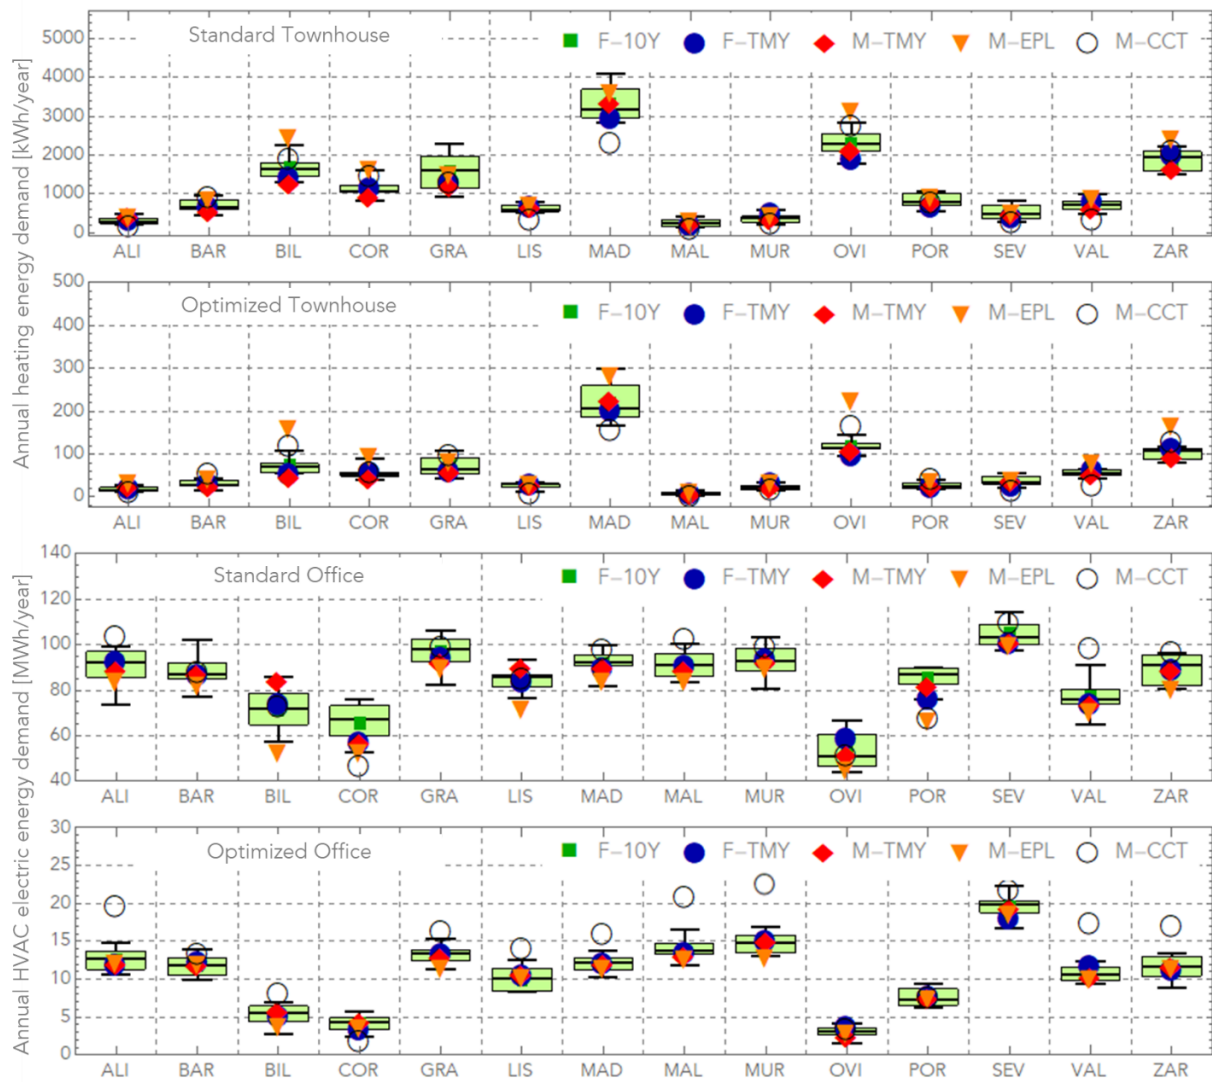 Annual heating energy demand [kWh/year]
Standard Townhouse
F-10Y F-TMY M-TMY M-EPL M-CCT
5000
4000
3000
2000
1000
0
ALI BAR BIL COR GRA LIS MAD MAL MUR OVI POR SEV VAL ZAR
Optimized Townhouse
F-10Y F-TMY M-TMY M-EPL M-CCT
500
400
300
200
100
0
ALI BAR BIL COR GRA LIS MAD MAL MUR OVI POR SEV VAL ZAR
Annual HVAC electric energy demand [MWh/year]
Standard Office
F-10Y F-TMY M-TMY M-EPL M-CCT
140
120
100
80
60
40
ALI BAR BIL COR GRA LIS MAD MAL MUR OVI POR SEV VAL ZAR
Optimized Office
F-10Y F-TMY M-TMY M-EPL M-CCT
30
25
20
15
10
5
0
ALI BAR BIL COR GRA LIS MAD MAL MUR OVI POR SEV VAL ZAR